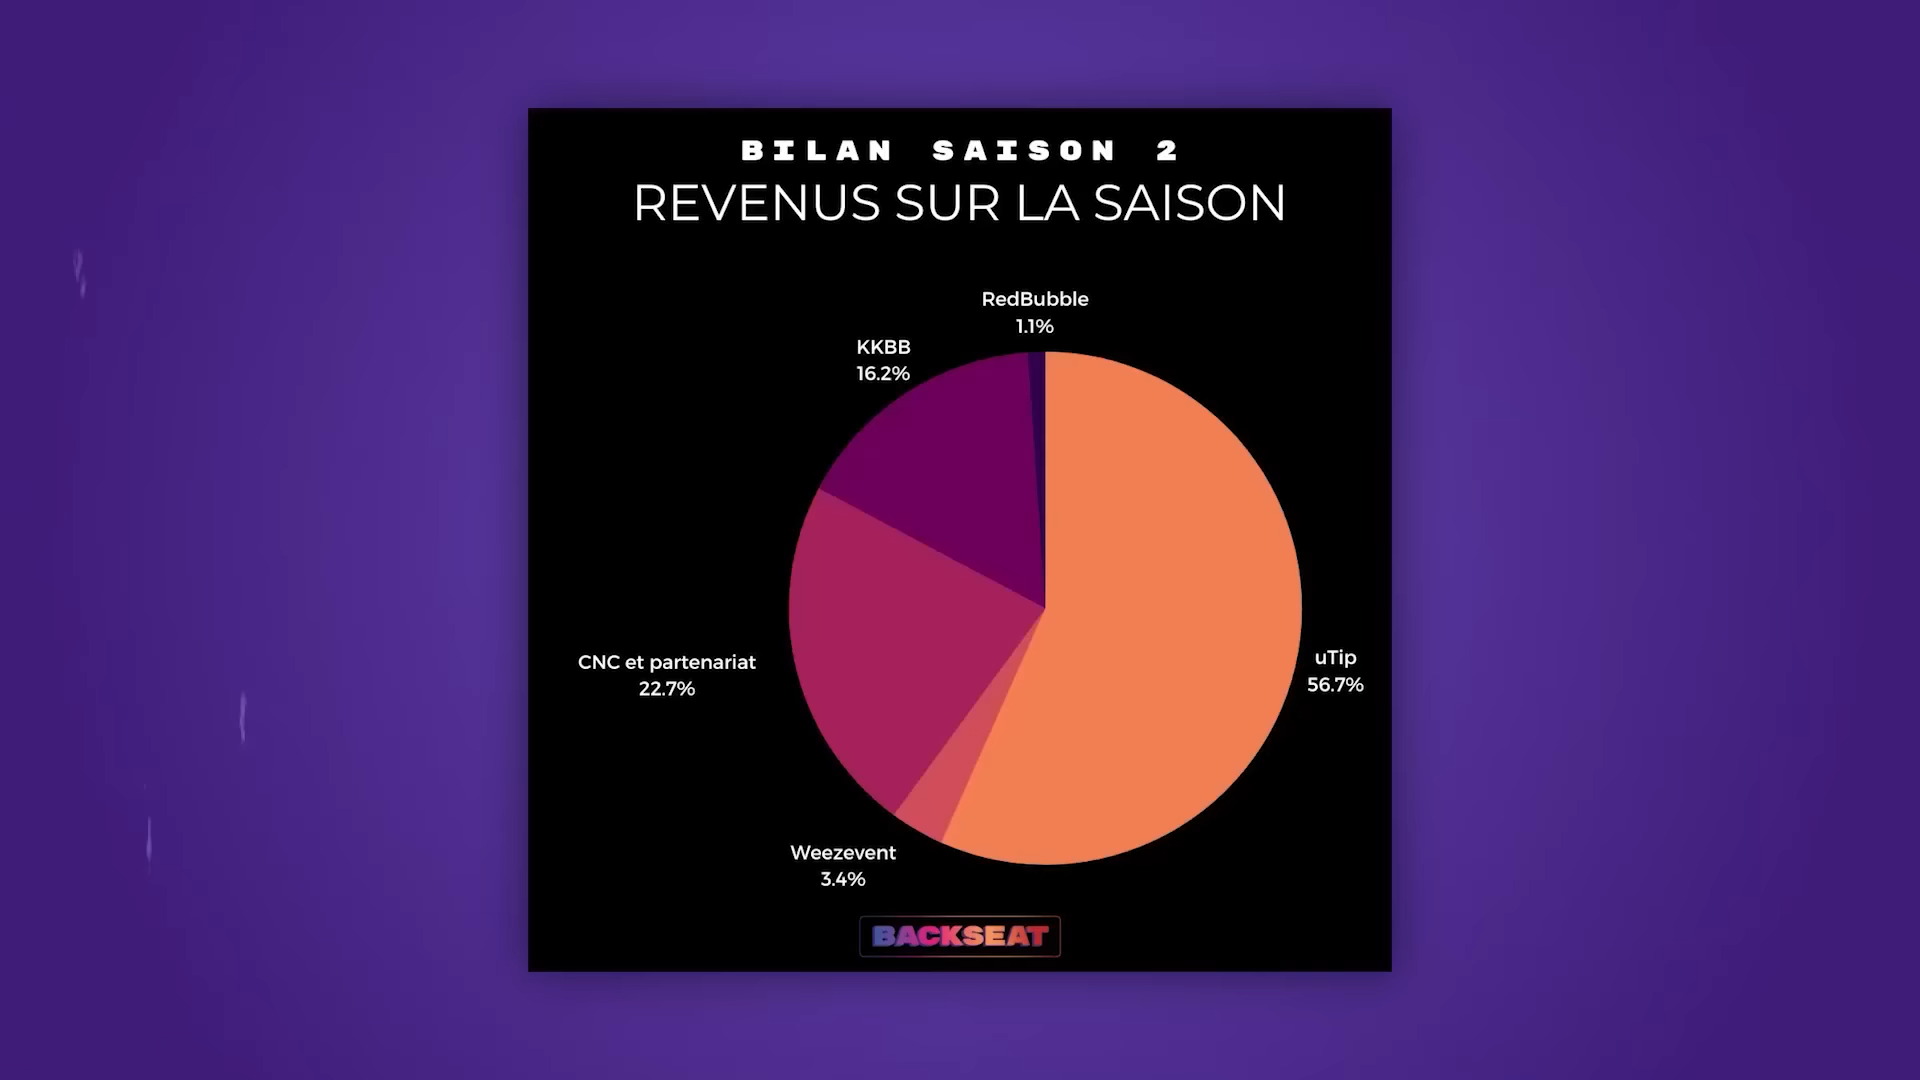 BILAN SAISON 2
REVENUS SUR LA SAISON
RedBubble
1.1%
KKBB
16.2%
CNC et partenariat
22.7%
uTip
56.7%
Weezevent
3.4%
BACKSEAT